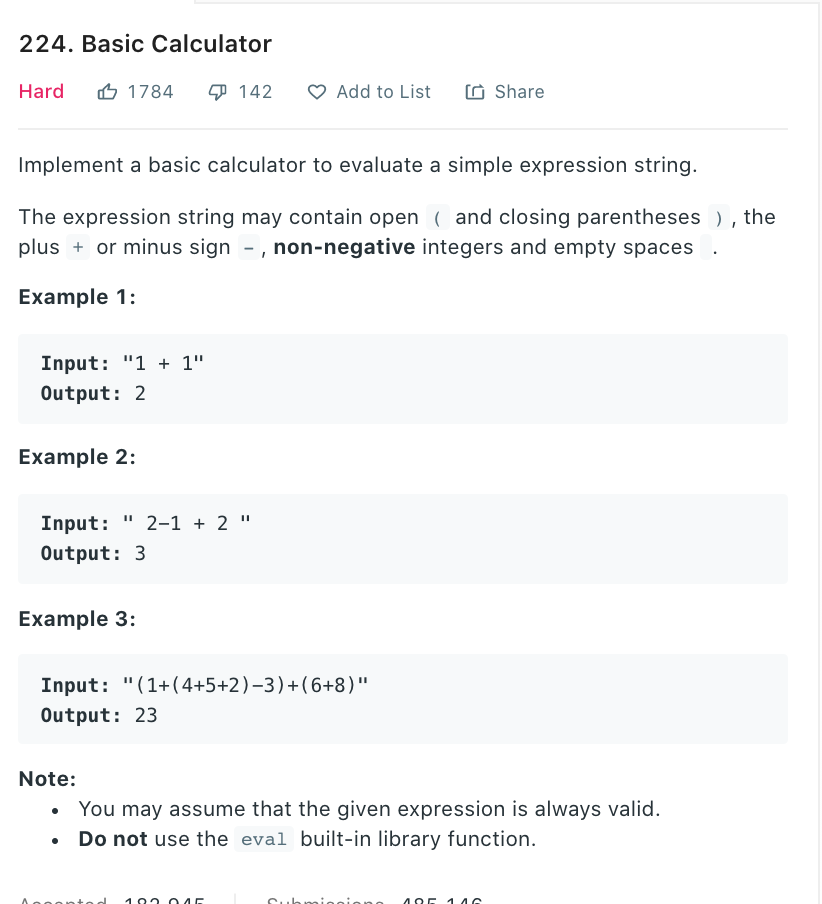 224. Basic Calculator
Hard 1784 142 Add to List Share
Implement a basic calculator to evaluate a simple expression string.
The expression string may contain open ( and closing parentheses ), the
plus + or minus sign -, non-negative integers and empty spaces .
Example 1:
Input: "1 + 1"
Output: 2
Example 2:
Input: " 2-1 + 2 "
Output: 3
Example 3:
Input: "(1+(4+5+2)-3)+(6+8)"
Output: 23
Note:
• You may assume that the given expression is always valid.
• Do not use the eval built-in library function.
Accepted 182,945 Submissions 485,146